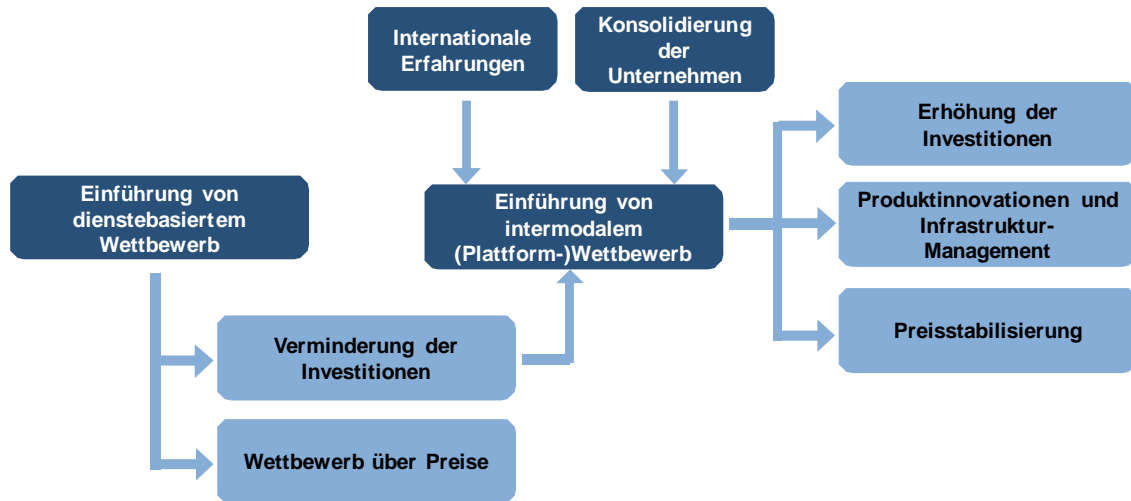 Internationale
Erfahrungen
Konsolidierung
der
Unternehmen
Einführung von
dienstebasiertem
Wettbewerb
Einführung von
intermodalem
(Plattform-)Wettbewerb
Erhöhung der
Investitionen
Produktinnovationen und
Infrastruktur-
Management
Preisstabilisierung
Verminderung der
Investitionen
Wettbewerb über Preise